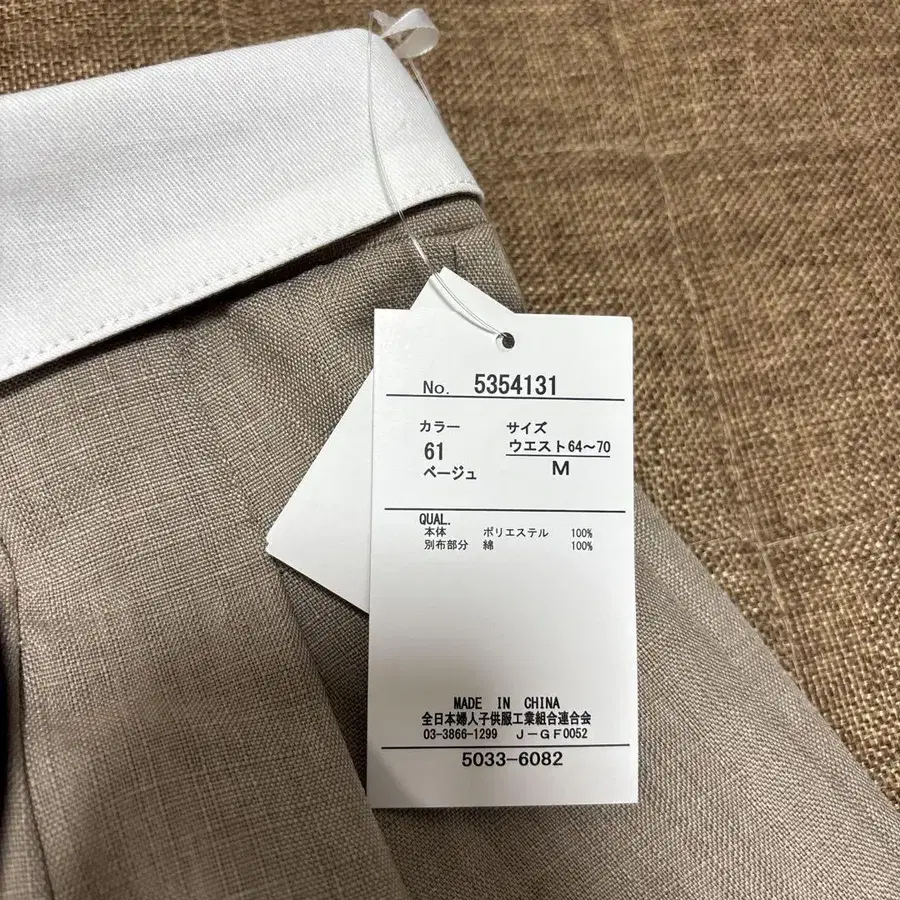 No. 5354131
カラー サイズ
61 ウエスト64～70
ベージュ M
QUAL.
本体 ポリエステル 100%
別布部分 綿 100%
MADE IN CHINA
全日本婦人子供服工業組合連合会
03-3866-1299 J-GF0052
5033-6082